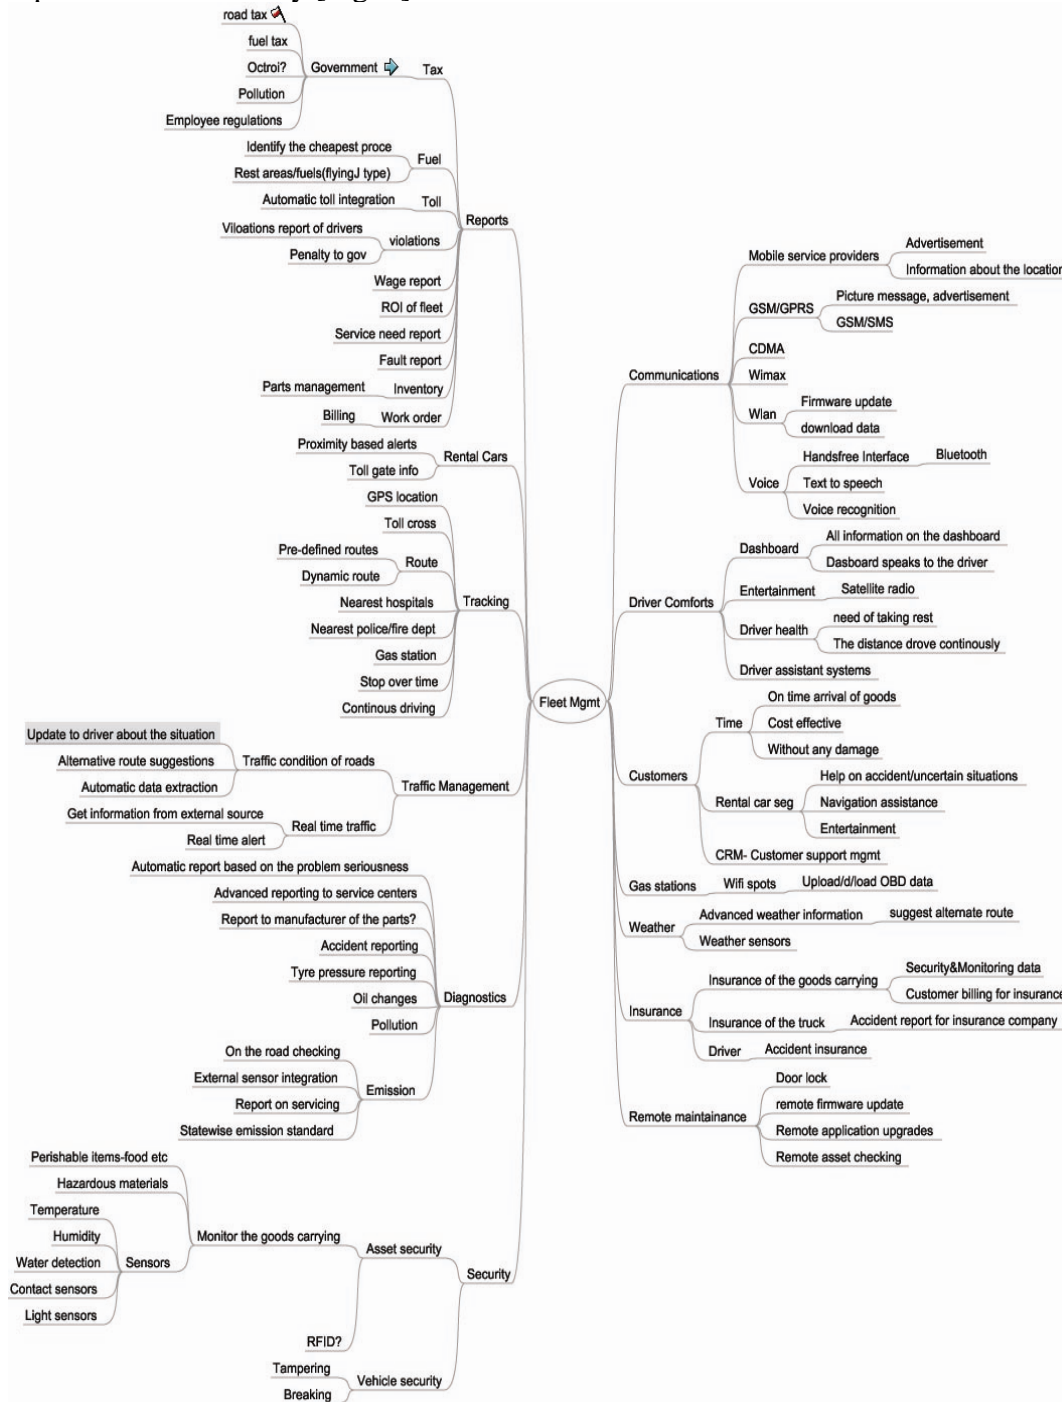 road tax
fuel tax
Octroi?
Pollution
Employee regulations
Government
Tax
Identify the cheapest proce
Rest areas/fuels(flyingJ type)
Fuel
Automatic toll integration
Toll
Viloations report of drivers
Penalty to gov
violations
Wage report
ROI of fleet
Service need report
Fault report
Parts management
Inventory
Billing
Work order
Reports
Proximity based alerts
Toll gate info
Rental Cars
GPS location
Toll cross
Pre-defined routes
Dynamic route
Route
Nearest hospitals
Nearest police/fire dept
Gas station
Stop over time
Continous driving
Tracking
Update to driver about the situation
Alternative route suggestions
Automatic data extraction
Traffic condition of roads
Get information from external source
Real time alert
Real time traffic
Traffic Management
Automatic report based on the problem seriousness
Advanced reporting to service centers
Report to manufacturer of the parts?
Accident reporting
Tyre pressure reporting
Oil changes
Pollution
On the road checking
External sensor integration
Report on servicing
Statewise emission standard
Emission
Diagnostics
Perishable items-food etc
Hazardous materials
Temperature
Humidity
Water detection
Contact sensors
Light sensors
Sensors
Monitor the goods carrying
RFID?
Asset security
Tampering
Breaking
Vehicle security
Security
Fleet Mgmt
Communications
Mobile service providers
Advertisement
Information about the location
GSM/GPRS
Picture message, advertisement
GSM/SMS
CDMA
Wimax
Wlan
Firmware update
download data
Voice
Handsfree Interface
Bluetooth
Text to speech
Voice recognition
Driver Comforts
Dashboard
All information on the dashboard
Dasboard speaks to the driver
Entertainment
Satellite radio
Driver health
need of taking rest
The distance drove continously
Driver assistant systems
Customers
Time
On time arrival of goods
Cost effective
Without any damage
Rental car seg
Help on accident/uncertain situations
Navigation assistance
Entertainment
CRM- Customer support mgmt
Gas stations
Wifi spots
Upload/d/load OBD data
Weather
Advanced weather information
suggest alternate route
Weather sensors
Insurance
Insurance of the goods carrying
Security&Monitoring data
Customer billing for insurance
Insurance of the truck
Accident report for insurance company
Driver
Accident insurance
Remote maintainance
Door lock
remote firmware update
Remote application upgrades
Remote asset checking